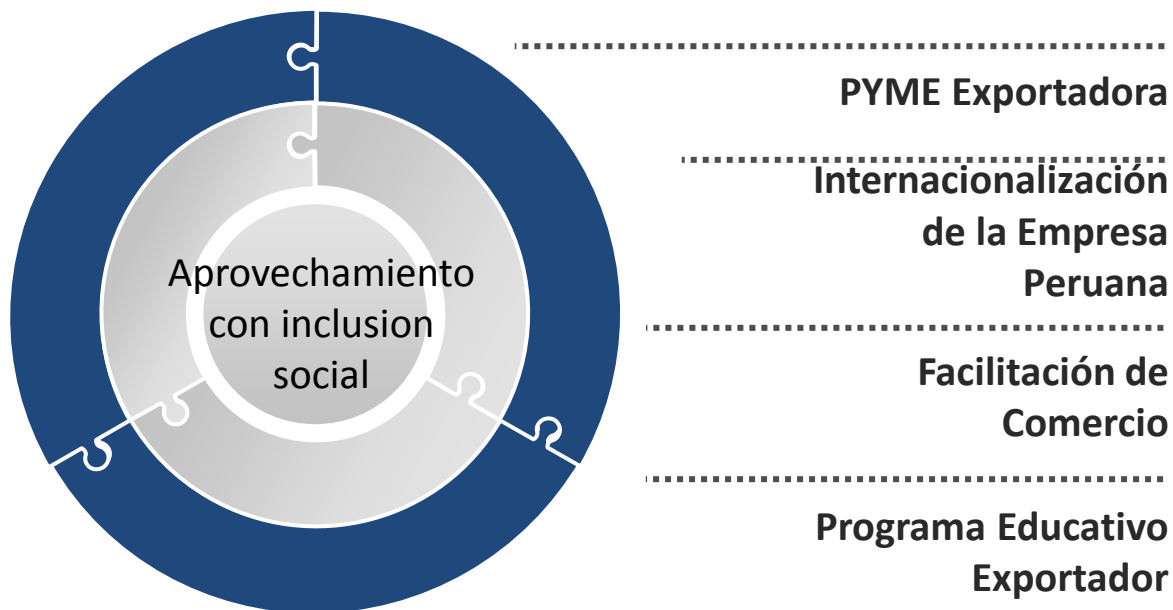 Aprovechamiento
con inclusion
social
PYME Exportadora
Internacionalización
de la Empresa
Peruana
Facilitación de
Comercio
Programa Educativo
Exportador